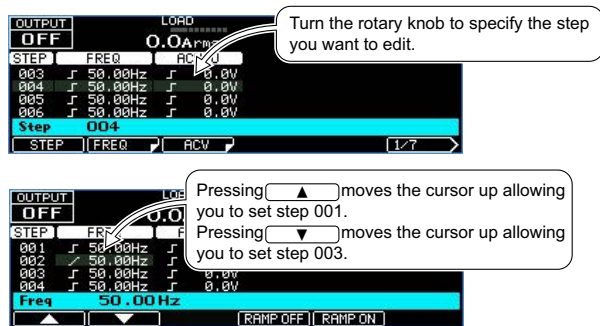 OUTPUT
OFF
LOAD
0.0Arms
Turn the rotary knob to specify the step
you want to edit.
STEP FREQ AC
003 50.00Hz 0.0V
004 50.00Hz 0.0V
005 50.00Hz 0.0V
006 50.00Hz 0.0V
Step 004
STEP FREQ ACV 1/7
OUTPUT
OFF
0.0
Pressing ▲ moves the cursor up allowing
you to set step 001.
Pressing ▼ moves the cursor up allowing
you to set step 003.
STEP FR
001 50.00Hz
002 50.00Hz
003 50.00Hz 0.0V
004 50.00Hz 0.0V
Freq 50.00Hz
▲ ▼ RAMP OFF RAMP ON